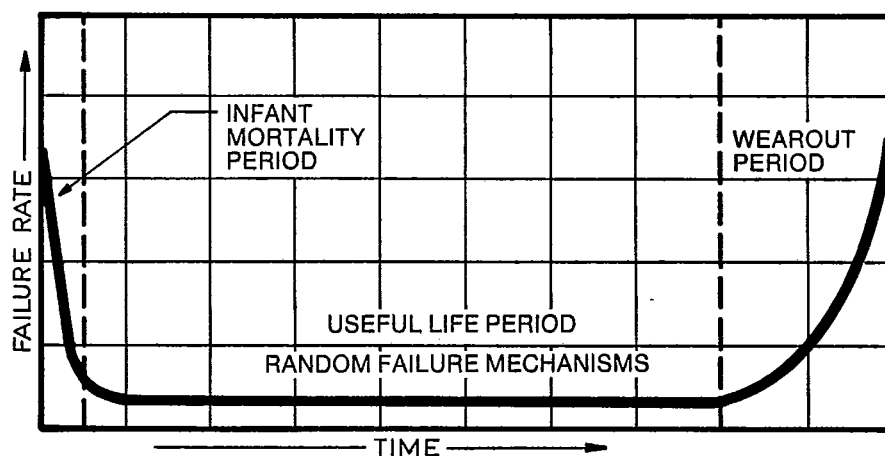 FAILURE RATE
INFANT
MORTALITY
PERIOD
WEAROUT
PERIOD
USEFUL LIFE PERIOD
RANDOM FAILURE MECHANISMS
TIME